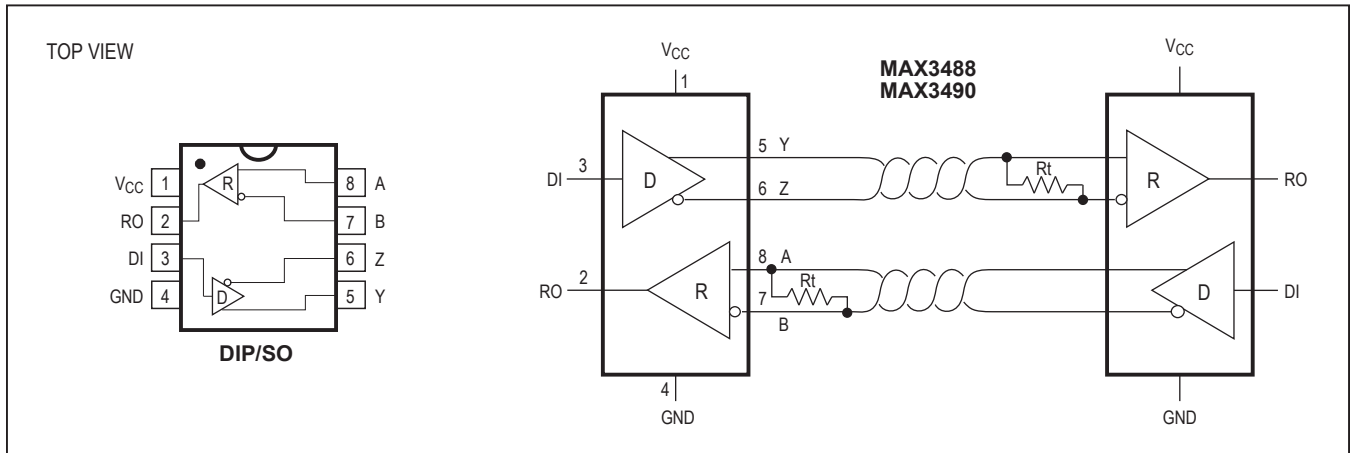 TOP VIEW
VCC 1
RO 2
DI 3
GND 4
8 A
7 B
6 Z
5 Y
R
D
DIP/SO
MAX3488
MAX3490
VCC
1
DI 3
D
5 Y
6 Z
Rt
R
RO
VCC
RO 2
R
8 A
7
B
Rt
D
DI
4
GND
GND